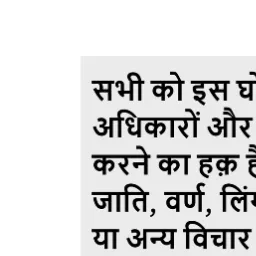 सभी को इस
अधिकारों और
करने का हक़
जाति, वर्ण,
या अन्य विचार